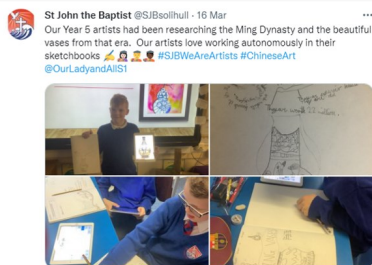 St John the Baptist @SJBsolihull · 16 Mar
Our Year 5 artists had been researching the Ming Dynasty and the beautiful
vases from that era. Our artists love working autonomously in their
sketchbooks ✍️👩‍🎨👨‍🎓👨‍🎨 #SJBWeAreArtists #ChineseArt
@OurLadyandAllS1